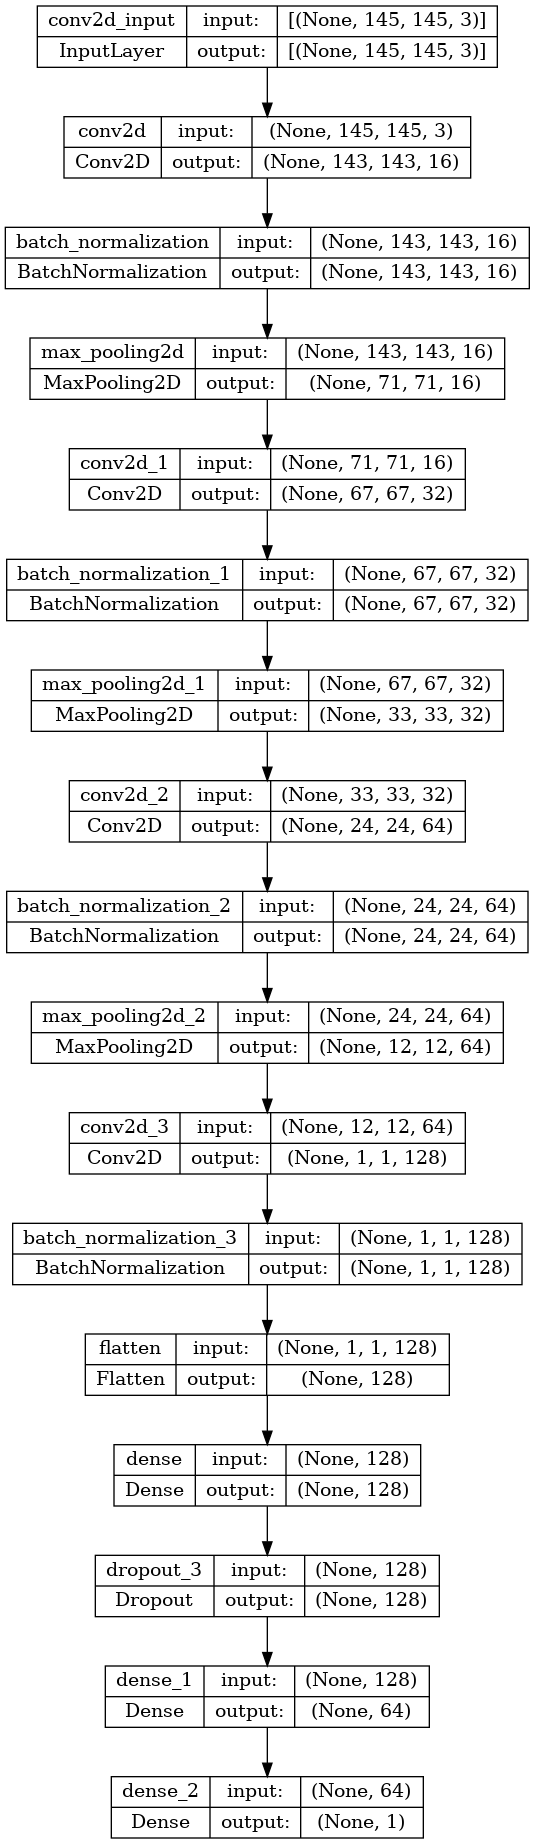 conv2d_input input: [(None, 145, 145, 3)]
InputLayer output: [(None, 145, 145, 3)]
conv2d input: (None, 145, 145, 3)
Conv2D output: (None, 143, 143, 16)
batch_normalization input: (None, 143, 143, 16)
BatchNormalization output: (None, 143, 143, 16)
max_pooling2d input: (None, 143, 143, 16)
MaxPooling2D output: (None, 71, 71, 16)
conv2d_1 input: (None, 71, 71, 16)
Conv2D output: (None, 67, 67, 32)
batch_normalization_1 input: (None, 67, 67, 32)
BatchNormalization output: (None, 67, 67, 32)
max_pooling2d_1 input: (None, 67, 67, 32)
MaxPooling2D output: (None, 33, 33, 32)
conv2d_2 input: (None, 33, 33, 32)
Conv2D output: (None, 24, 24, 64)
batch_normalization_2 input: (None, 24, 24, 64)
BatchNormalization output: (None, 24, 24, 64)
max_pooling2d_2 input: (None, 24, 24, 64)
MaxPooling2D output: (None, 12, 12, 64)
conv2d_3 input: (None, 12, 12, 64)
Conv2D output: (None, 1, 1, 128)
batch_normalization_3 input: (None, 1, 1, 128)
BatchNormalization output: (None, 1, 1, 128)
flatten input: (None, 1, 1, 128)
Flatten output: (None, 128)
dense input: (None, 128)
Dense output: (None, 128)
dropout_3 input: (None, 128)
Dropout output: (None, 128)
dense_1 input: (None, 128)
Dense output: (None, 64)
dense_2 input: (None, 64)
Dense output: (None, 1)